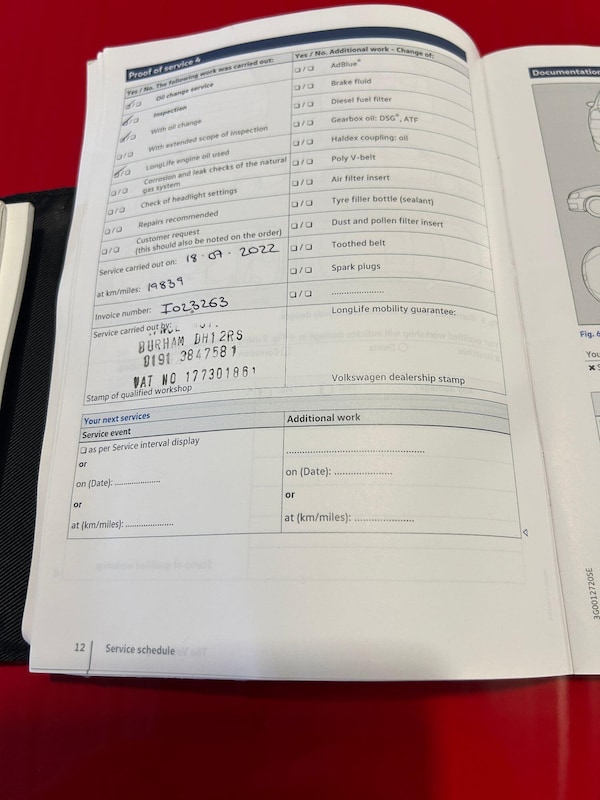 Proof of service 4
Yes / No. The following work was carried out:
Oil change service
Inspection
With oil change
With extended scope of inspection
LongLife engine oil used
Corrosion and leak checks of the natural
gas system
Check of headlight settings
Repairs recommended
Customer request
(this should also be noted on the order)
Service carried out on: 18 · 07 · 2022
at km/miles: 19839
Invoice number: I023263
Service carried out by:
DURHAM DH1 2RS
0191 3847581
VAT NO 177301861
Stamp of qualified workshop
Yes / No. Additional work - Change of:
AdBlue®
Brake fluid
Diesel fuel filter
Gearbox oil: DSG®, ATF
Haldex coupling: oil
Poly V-belt
Air filter insert
Tyre filler bottle (sealant)
Dust and pollen filter insert
Toothed belt
Spark plugs
....................
LongLife mobility guarantee:
Volkswagen dealership stamp
Your next services
Service event
as per Service interval display
or
on (Date): ..................
or
at (km/miles): ...................
Additional work
......................................................
on (Date): ......................
or
at (km/miles): ......................
12 Service schedule
Documentation
Fig. 6
You
3G0012720SE